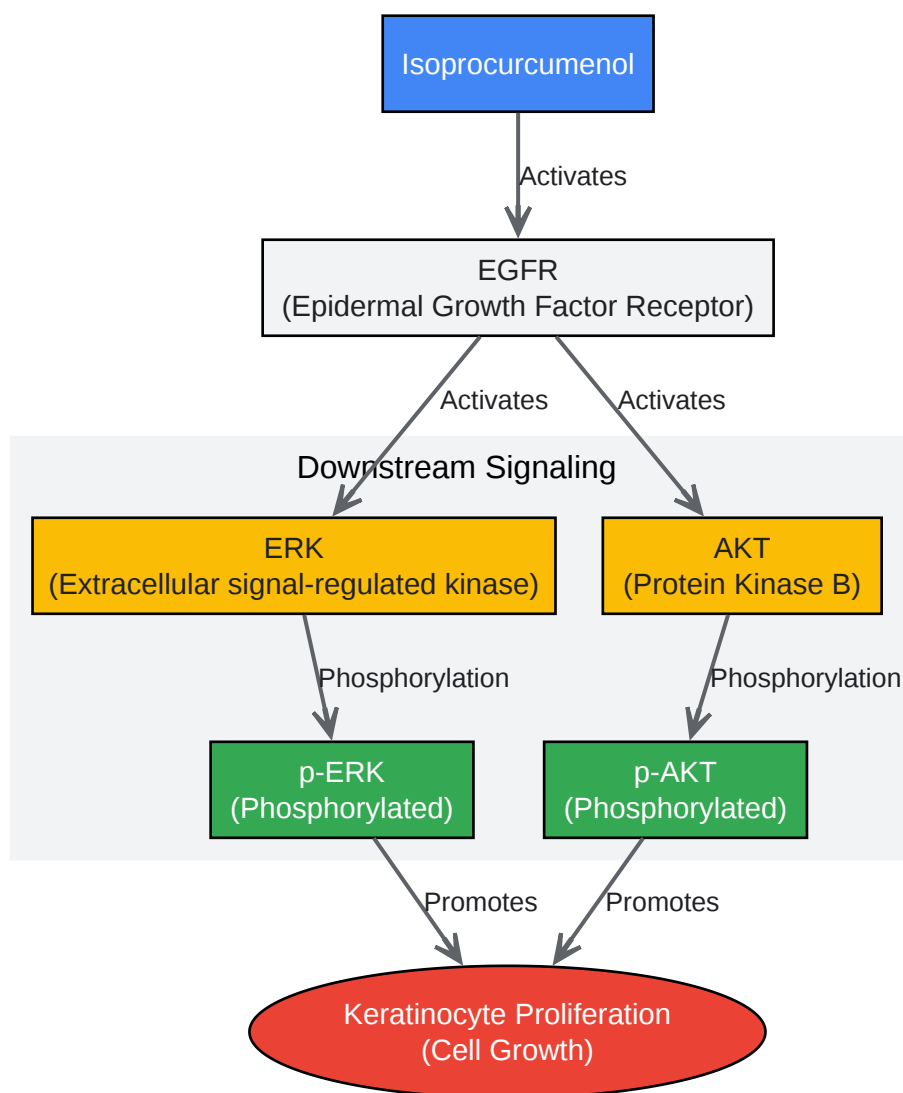 Isoprocurcumenol
Activates
EGFR
(Epidermal Growth Factor Receptor)
Activates
Activates
Downstream Signaling
ERK
(Extracellular signal-regulated kinase)
AKT
(Protein Kinase B)
Phosphorylation
Phosphorylation
p-ERK
(Phosphorylated)
p-AKT
(Phosphorylated)
Promotes
Promotes
Keratinocyte Proliferation
(Cell Growth)